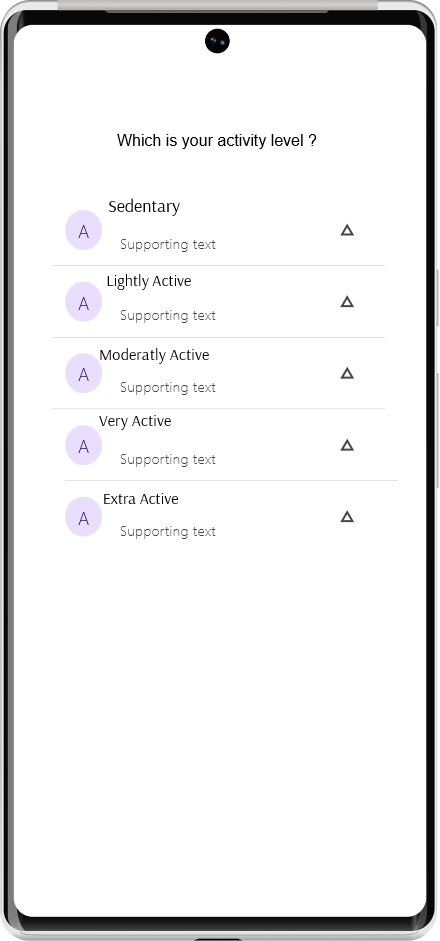 Which is your activity level ?
Sedentary
A
Supporting text
Lightly Active
A
Supporting text
Moderatly Active
A
Supporting text
Very Active
A
Supporting text
Extra Active
A
Supporting text